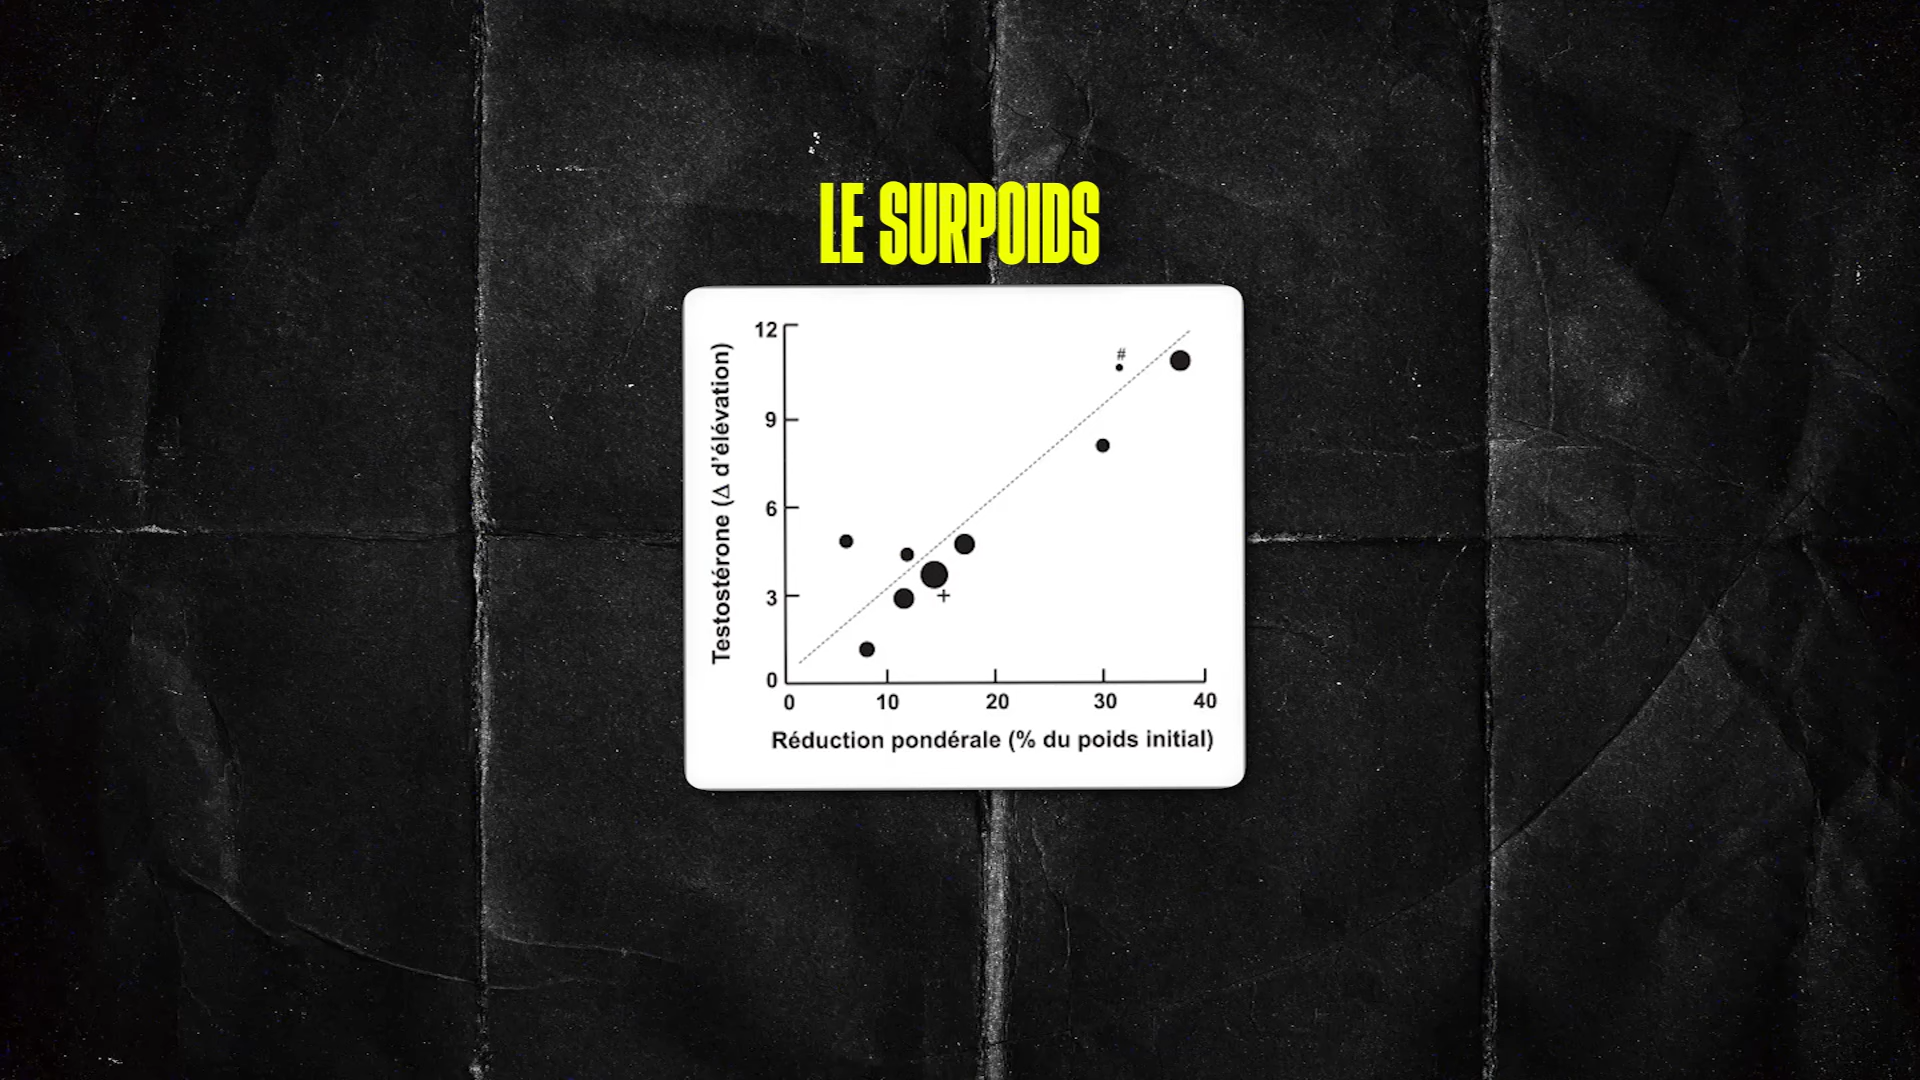 LE SURPOIDS
Testostérone (Δ d'élévation)
12
9
6
3
0
#
+
0 10 20 30 40
Réduction pondérale (% du poids initial)